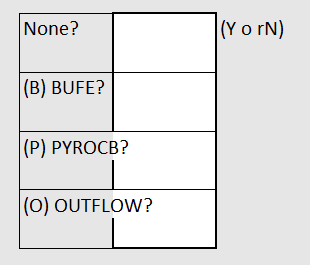 None? (Y o rN)
(B) BUFE?
(P) PYROCB?
(O) OUTFLOW?